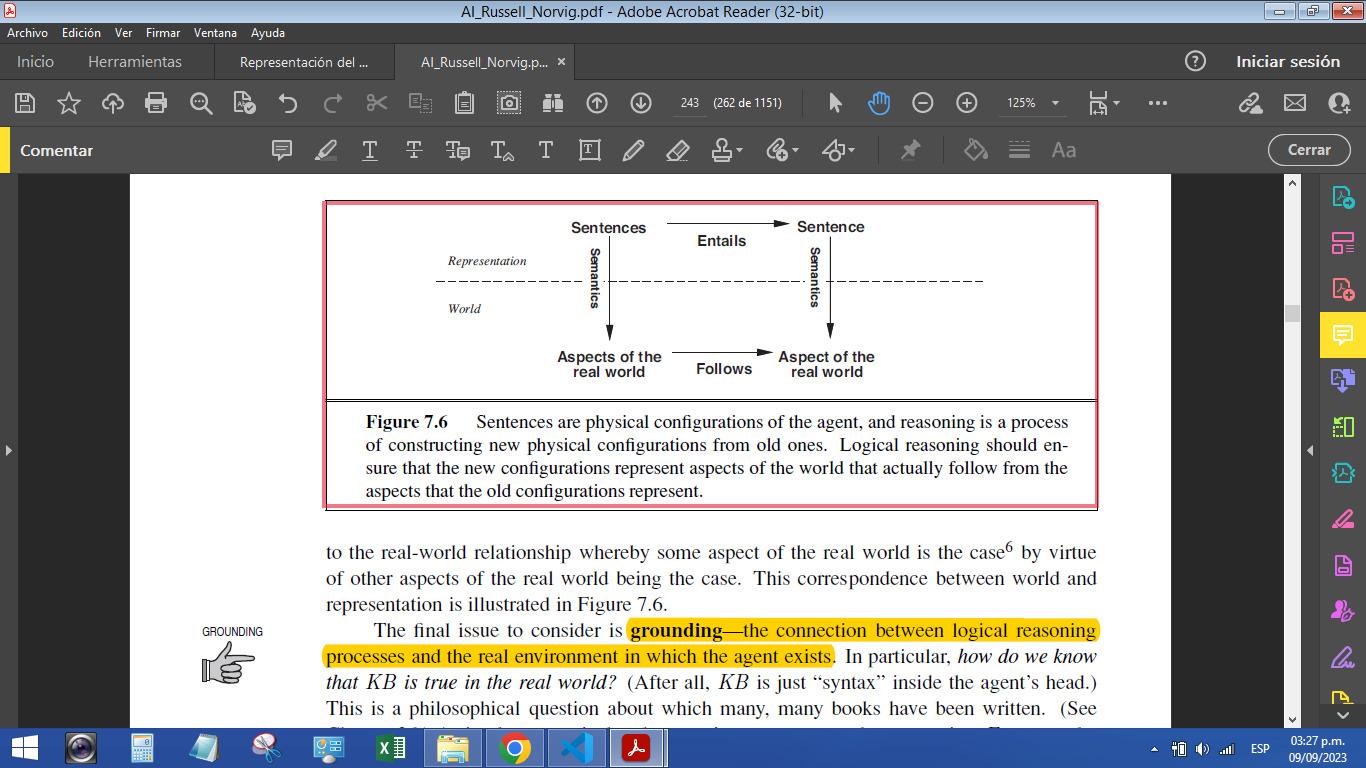 AI_Russell_Norvig.pdf - Adobe Acrobat Reader (32-bit)
Archivo Edición Ver Firmar Ventana Ayuda
Inicio Herramientas Representación del ... AI_Russell_Norvig.p... × Iniciar sesión
243 (262 de 1151) 125%
Comentar Cerrar
Sentences Entails Sentence
Semantics Semantics
Representation
World
Aspects of the real world Follows Aspect of the real world
Figure 7.6 Sentences are physical configurations of the agent, and reasoning is a process
of constructing new physical configurations from old ones. Logical reasoning should en-
sure that the new configurations represent aspects of the world that actually follow from the
aspects that the old configurations represent.
to the real-world relationship whereby some aspect of the real world is the case6 by virtue
of other aspects of the real world being the case. This correspondence between world and
representation is illustrated in Figure 7.6.
GROUNDING
The final issue to consider is grounding—the connection between logical reasoning
processes and the real environment in which the agent exists. In particular, how do we know
that KB is true in the real world? (After all, KB is just “syntax” inside the agent’s head.)
This is a philosophical question about which many, many books have been written. (See
ESP 03:27 p.m.
09/09/2023